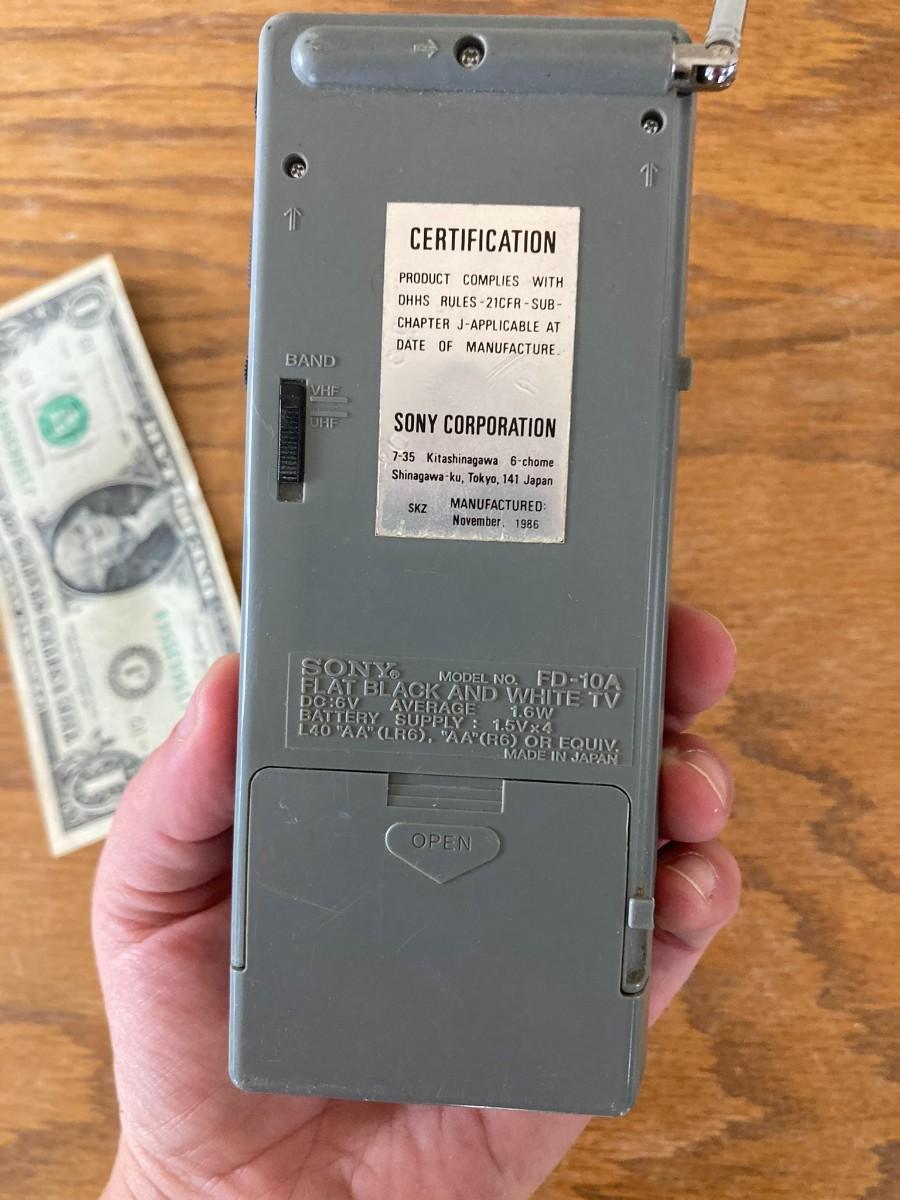 CERTIFICATION
PRODUCT COMPLIES WITH
DHHS RULES-21CFR-SUB-
CHAPTER J-APPLICABLE AT
DATE OF MANUFACTURE.
BAND
VHF
UHF
SONY CORPORATION
7-35 Kitashinagawa 6-chome
Shinagawa-ku, Tokyo, 141 Japan
SKZ MANUFACTURED:
November. 1986
SONY® MODEL NO. FD-10A
FLAT BLACK AND WHITE TV
DC:6V AVERAGE 1.6W
BATTERY SUPPLY : 1.5V×4
L40 "AA"(LR6), "AA"(R6) OR EQUIV.
MADE IN JAPAN
OPEN